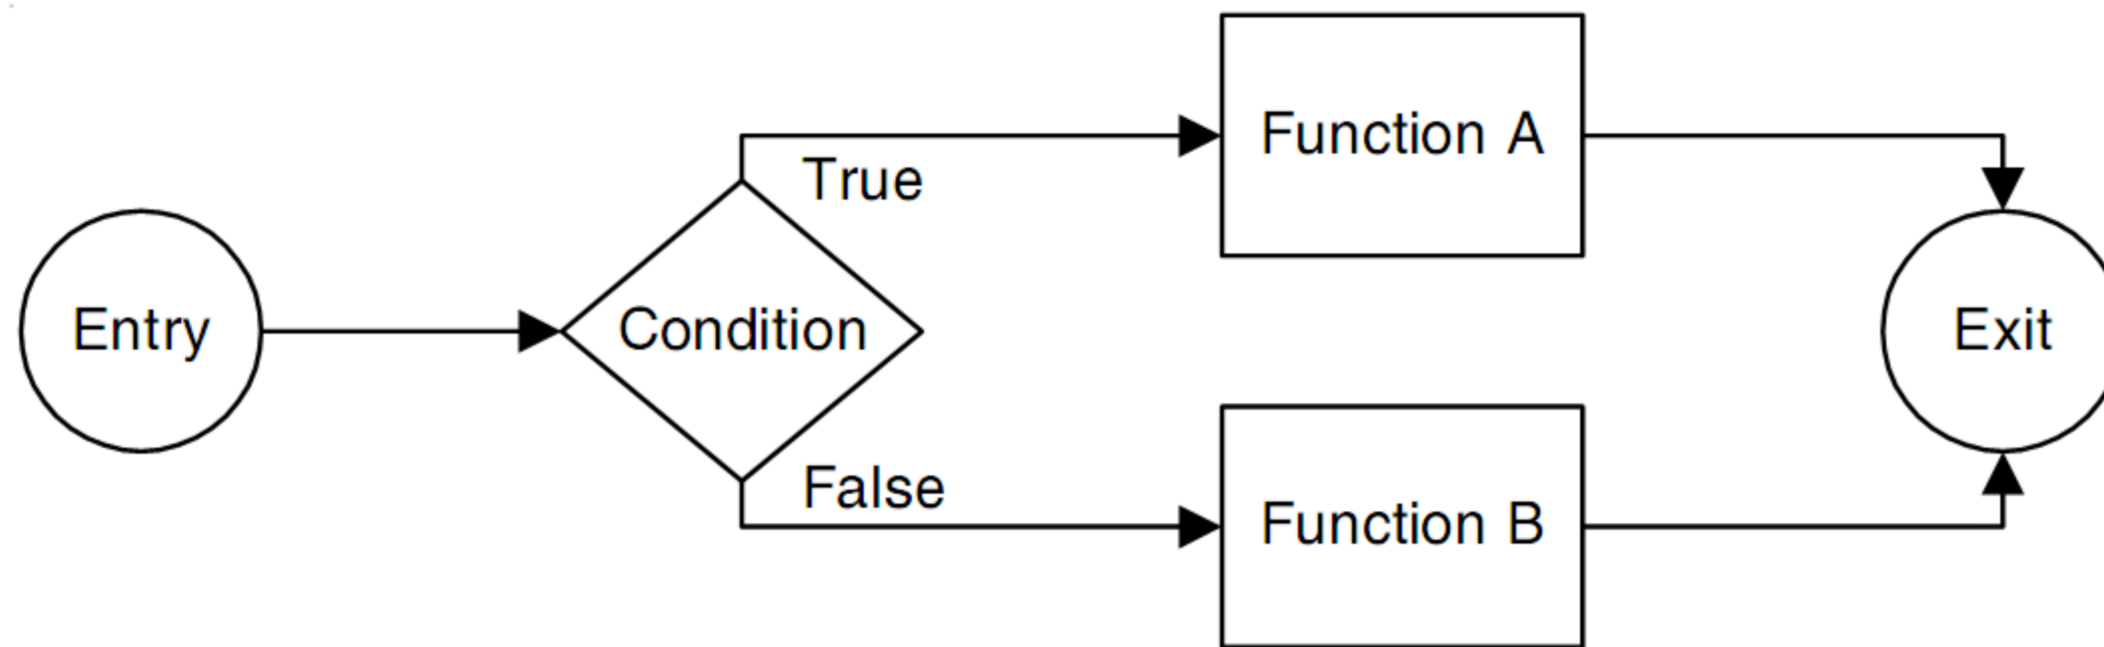 Entry
Condition
True
False
Function A
Function B
Exit